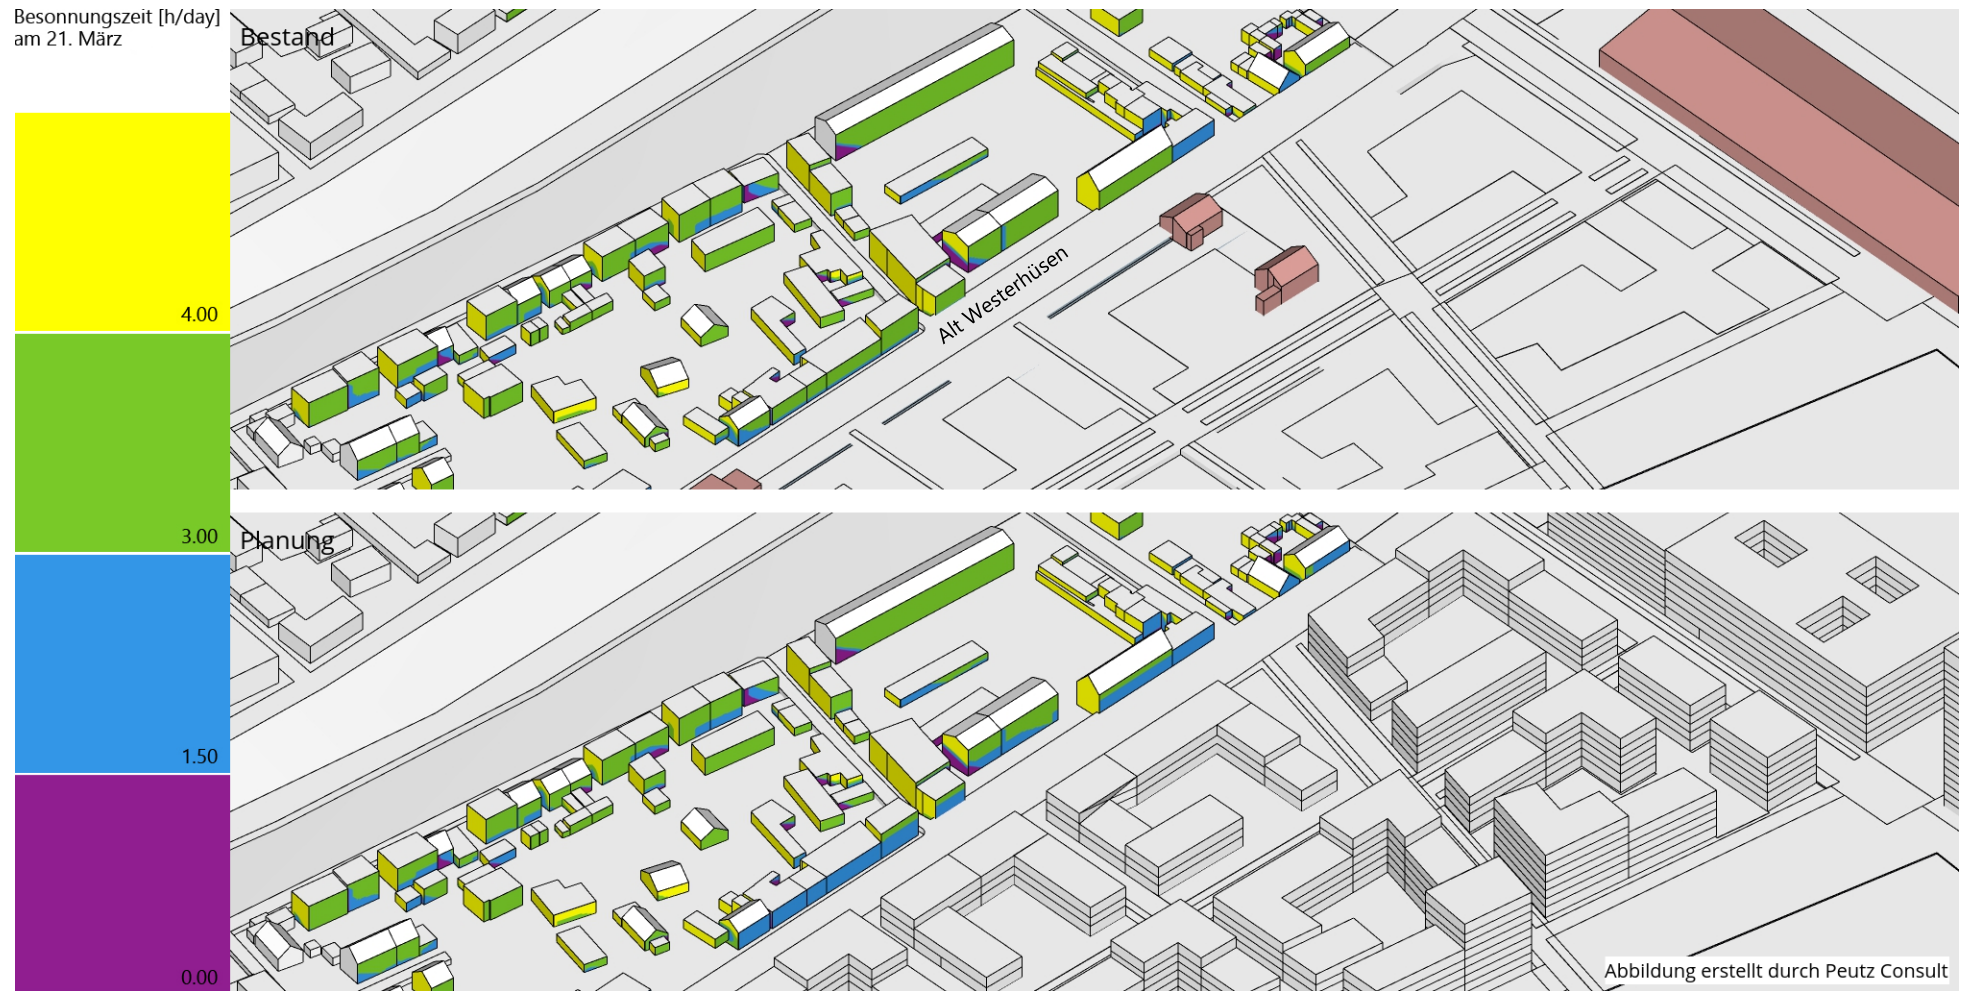 Besonnungszeit [h/day]
am 21. März
Bestand
4.00
Alt Westerhüsen
3.00
Planung
1.50
0.00
Abbildung erstellt durch Peutz Consult